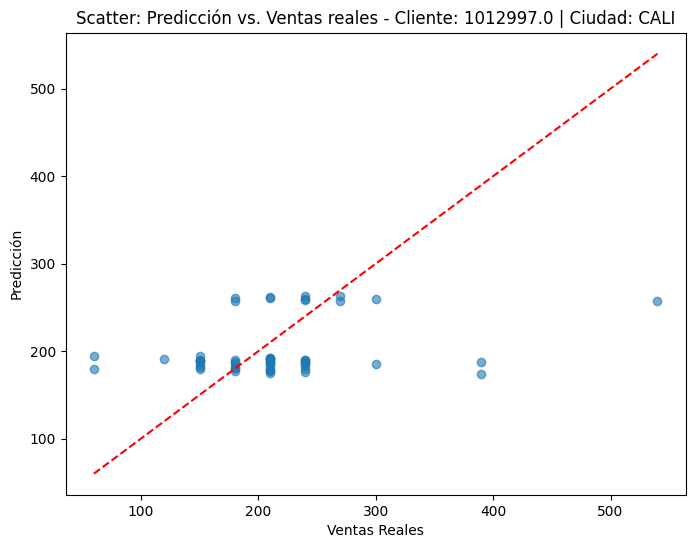 Scatter: Predicción vs. Ventas reales - Cliente: 1012997.0 | Ciudad: CALI
500
400
300
200
100
Predicción
100 200 300 400 500
Ventas Reales